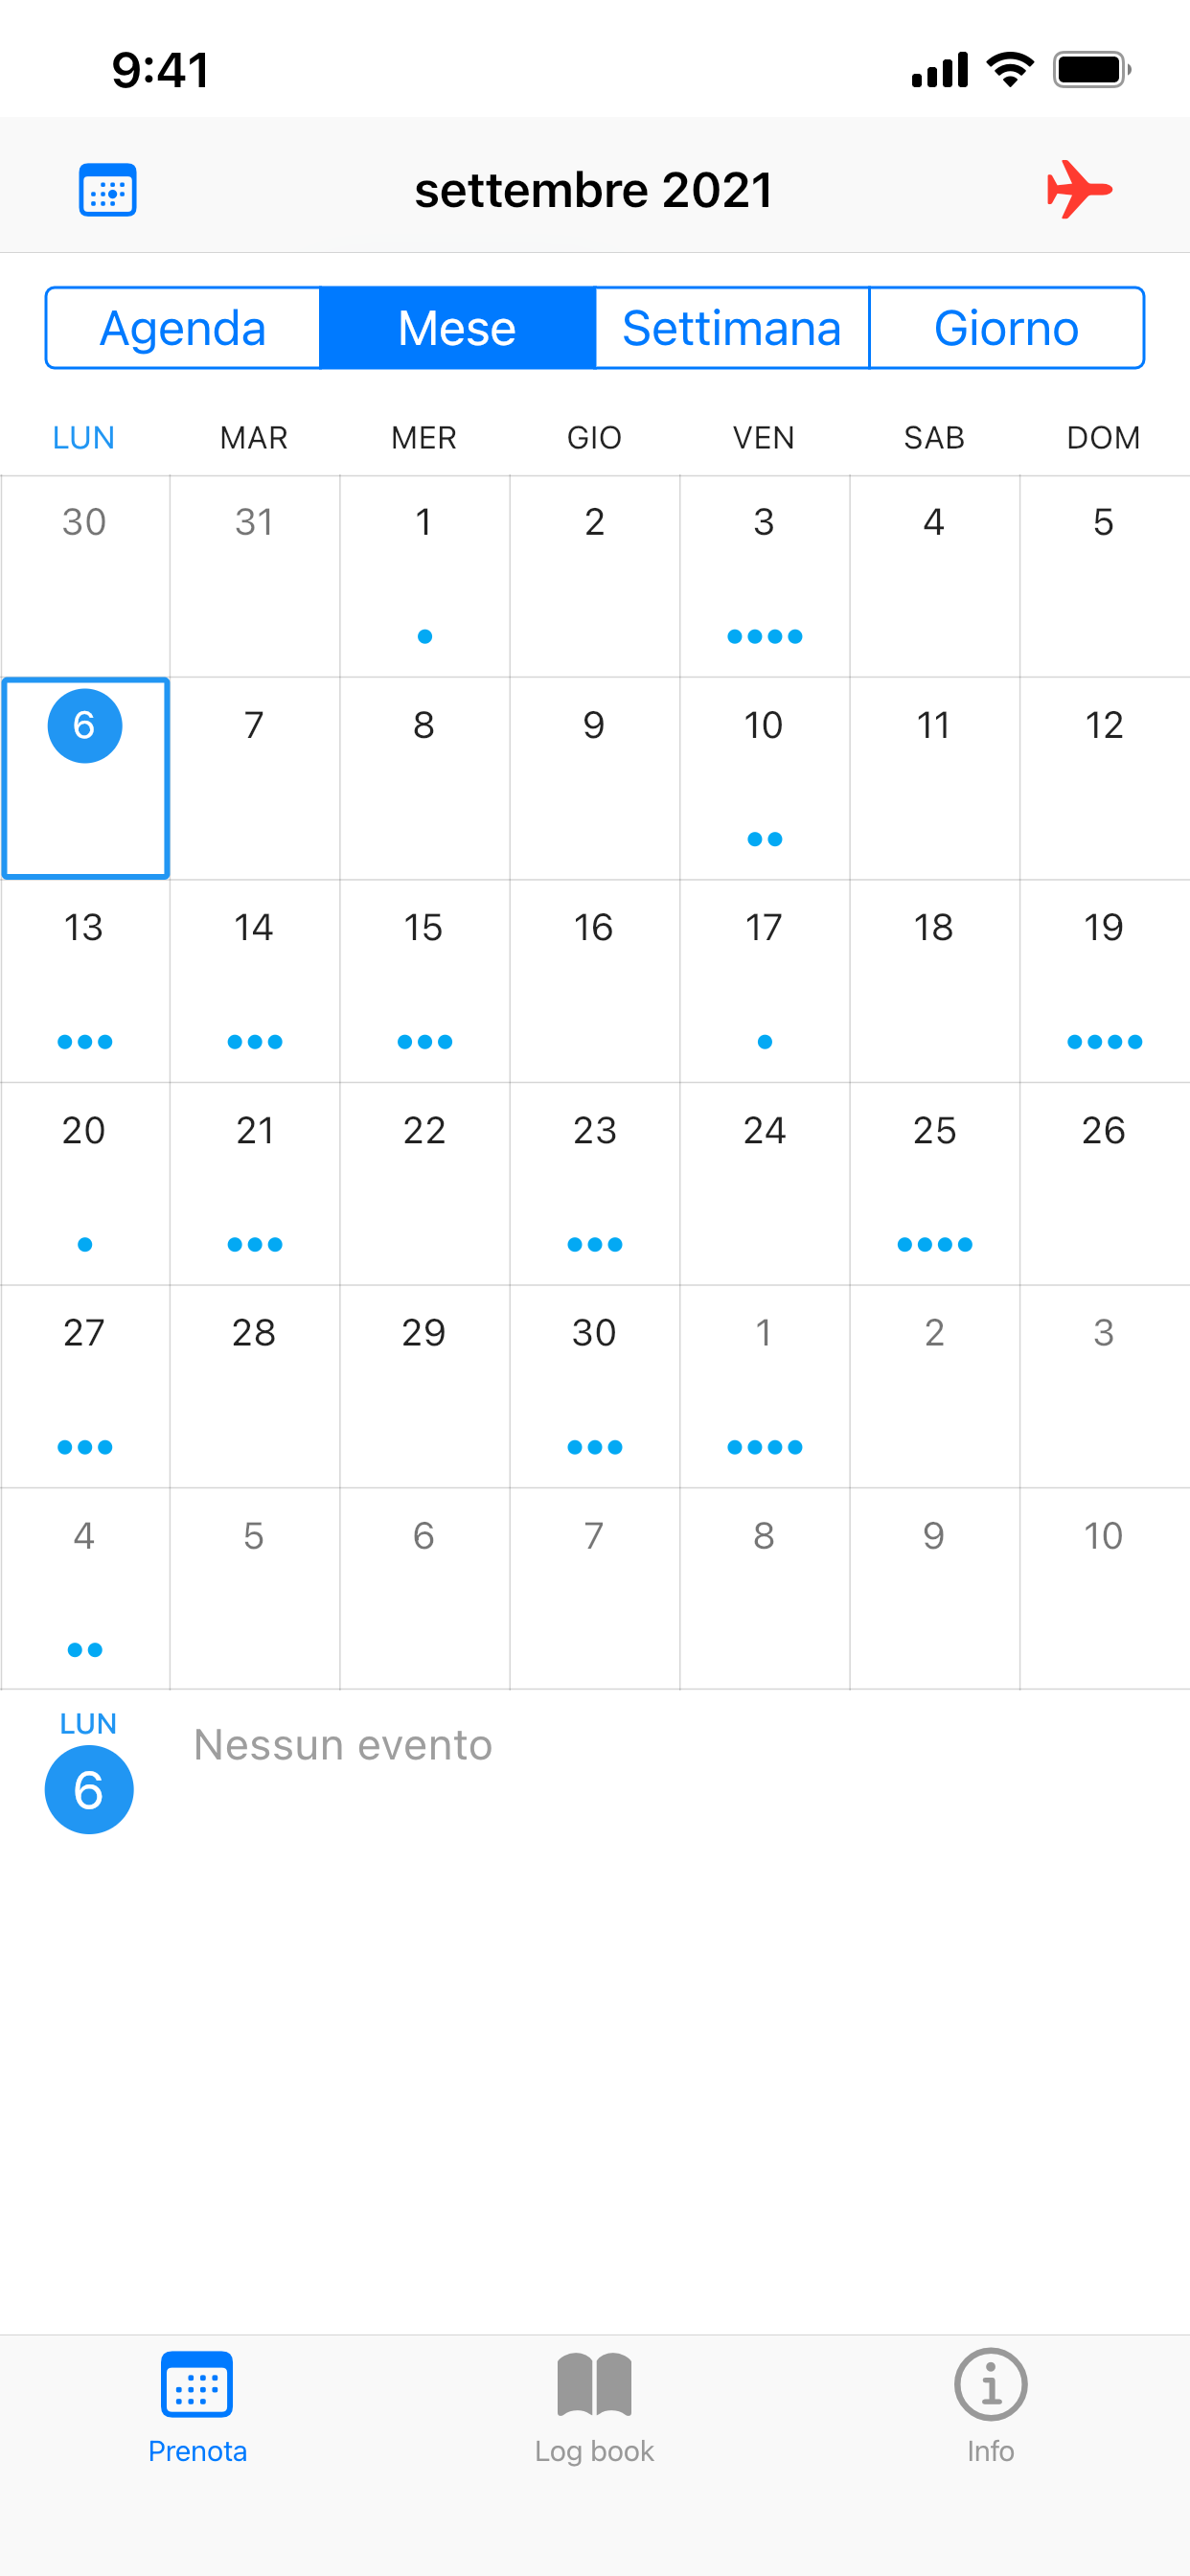 9:41
settembre 2021
Agenda Mese Settimana Giorno
LUN MAR MER GIO VEN SAB DOM
30 31 1 2 3 4 5
6 7 8 9 10 11 12
13 14 15 16 17 18 19
20 21 22 23 24 25 26
27 28 29 30 1 2 3
4 5 6 7 8 9 10
LUN
6
Nessun evento
Prenota Log book Info